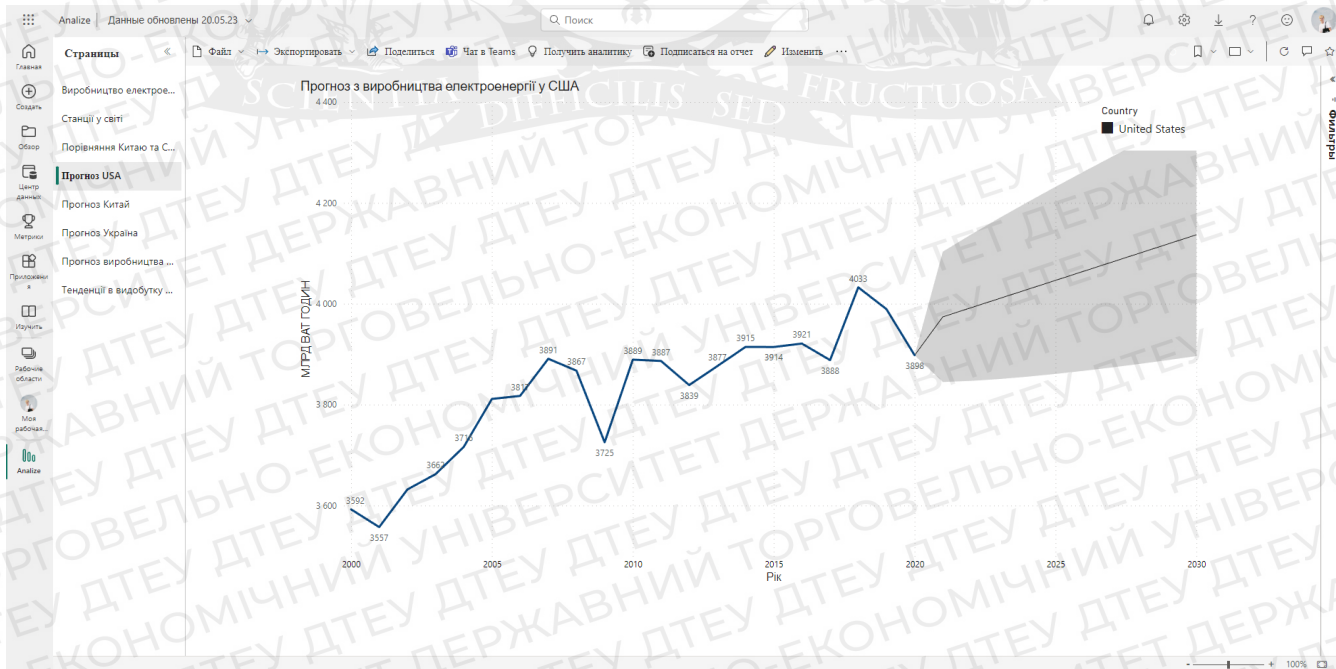 Analize | Данные обновлены 20.05.23
Поиск
Главная
Создать
Обзор
Центр данных
Метрики
Приложения
Изучить
Рабочие области
Моя рабочая...
Analize
Страницы
Виробництво електрое...
Станції у світі
Порівняння Китаю та С...
Прогноз USA
Прогноз Китай
Прогноз Україна
Прогноз виробництва ...
Тенденції в видобутку ...
Файл Экспортировать Поделиться Чат в Teams Получить аналитику Подписаться на отчет Изменить ...
SCIENTIA DIFFICILIS SED FRUCTUOSA
Прогноз з виробництва електроенергії у США
Country
United States
Фильтры
МЛРД ВАТ ГОДИН
4 400
4 200
4 000
3 800
3 600
3592
3557
3891
3867
3725
3889
3887
3839
3877
3915
3914
3921
3888
4033
3898
2000 2005 2010 2015 2020 2025 2030
Рік
100%